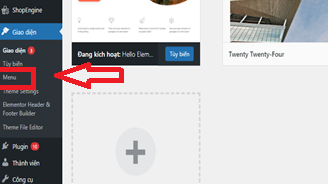 ShopEngine
Giao diện
Giao diện 3
Tùy biến
Menu
Theme Settings
Elementor Header &
Footer Builder
Theme File Editor
Plugin 10
Thành viên
Công cụ
Đang kích hoạt: Hello Elem...
Tùy biến
Twenty Twenty-Four